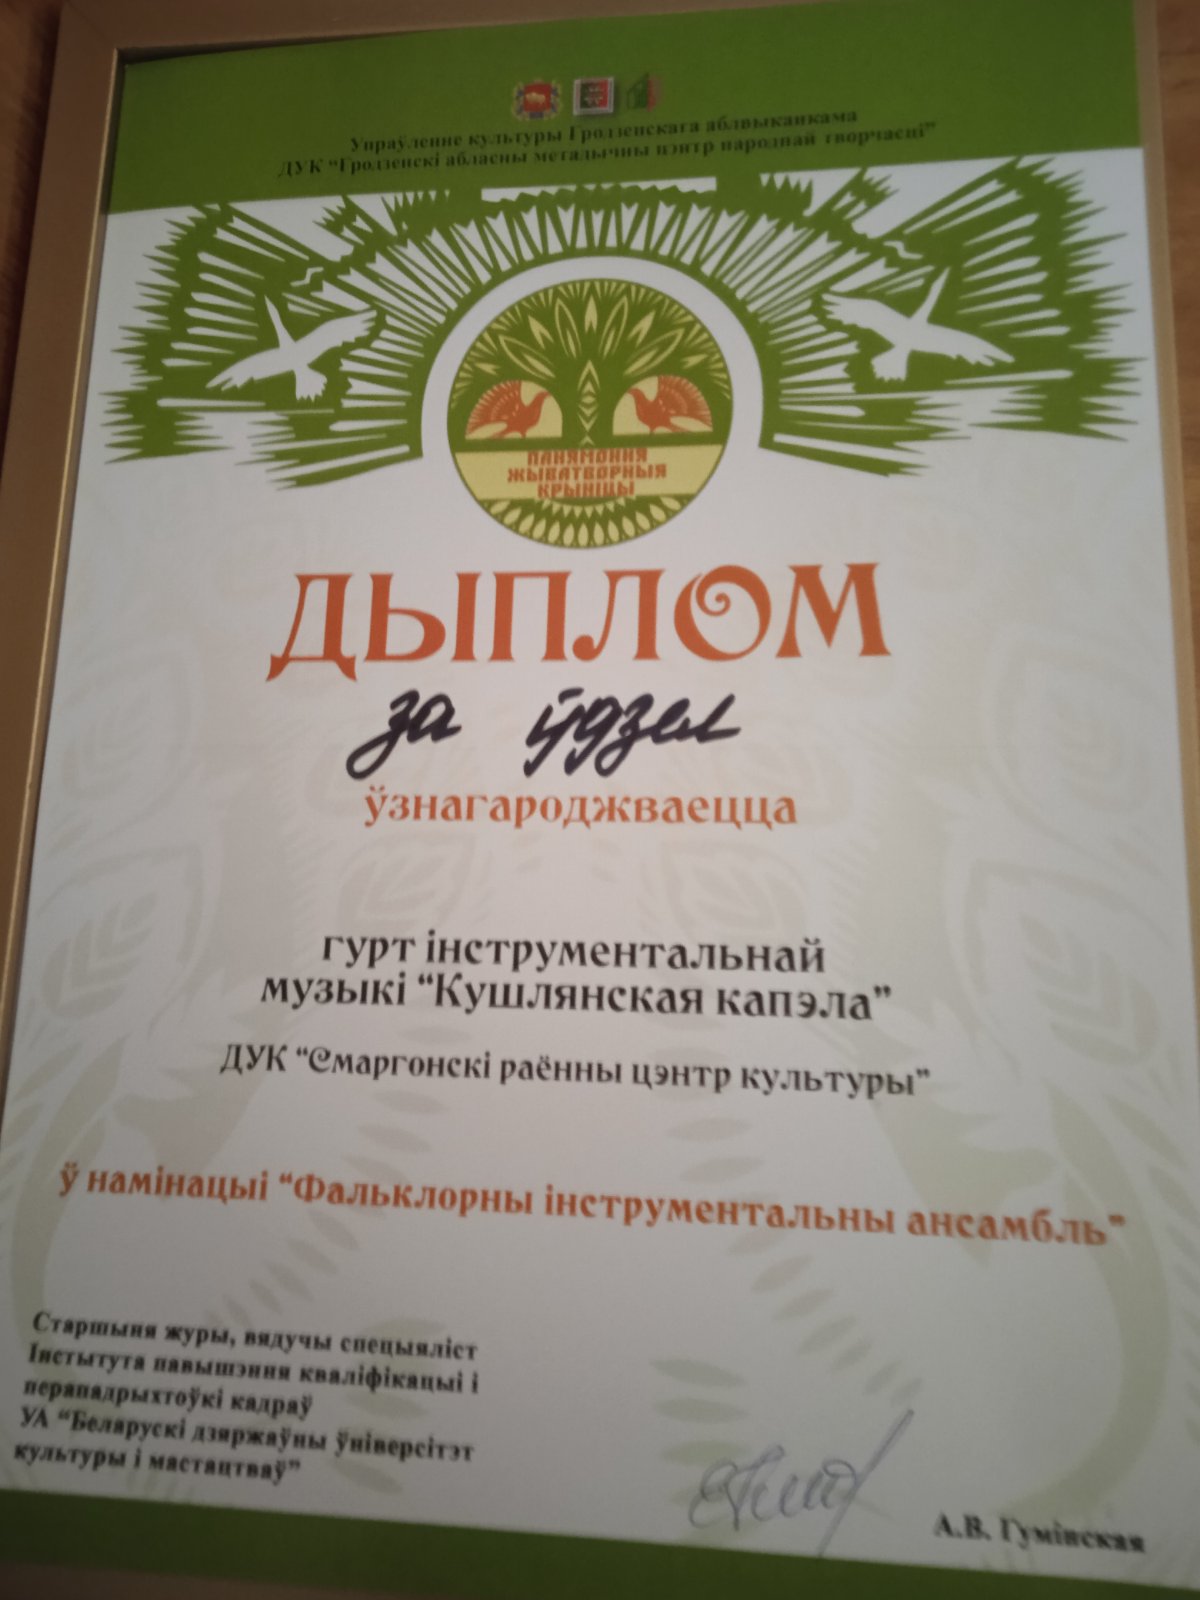 Упраўленне культуры Гродзенскага аблвыканкама
ДУК “Гродзенскі абласны метадычны цэнтр народнай творчасці”
ПАНЯМОННЯ
ЖЫВАТВОРНЫЯ
КРЫНІЦЫ
ДЫПЛОМ
за ўдзел
ўзнагароджваецца
гурт інструментальнай
музыкі “Кушлянская капэла”
ДУК “Смаргонскі раённы цэнтр культуры”
ў намінацыі “Фальклорны інструментальны ансамбль”
Старшыня журы, вядучы спецыяліст
Інстытута павышэння кваліфікацыі і
перападрыхтоўкі кадраў
УА “Беларускі дзяржаўны ўніверсітэт
культуры і мастацтваў”
А.В. Гумінская